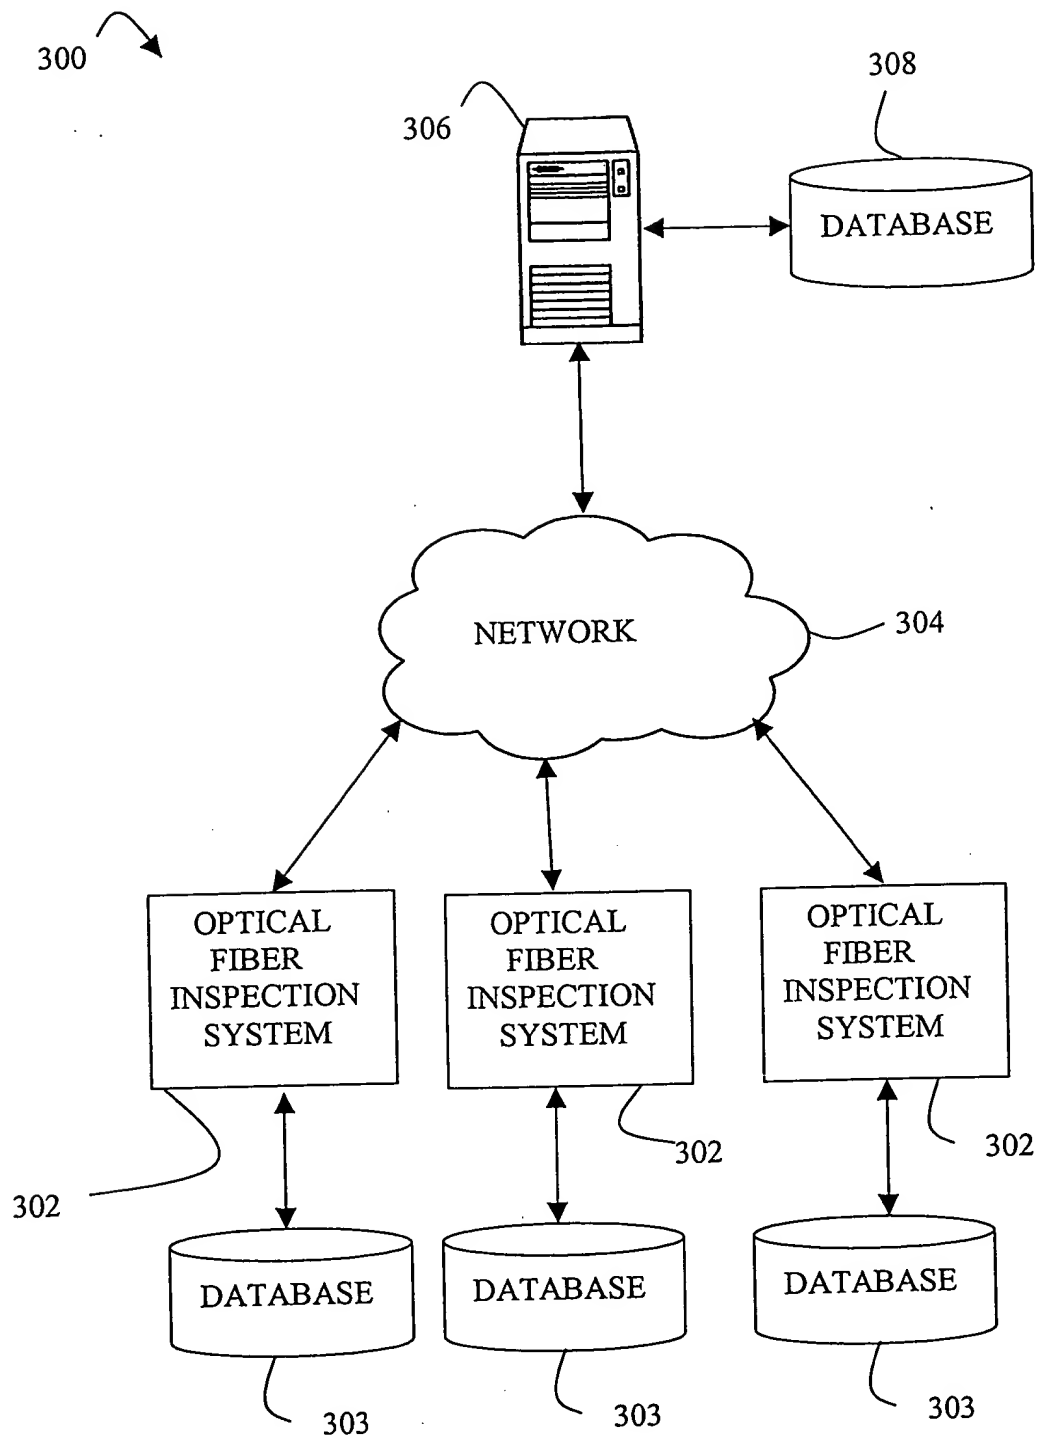 300
308
306
DATABASE
NETWORK
304
OPTICAL
FIBER
INSPECTION
SYSTEM
OPTICAL
FIBER
INSPECTION
SYSTEM
OPTICAL
FIBER
INSPECTION
SYSTEM
302
302
302
DATABASE
DATABASE
DATABASE
303
303
303